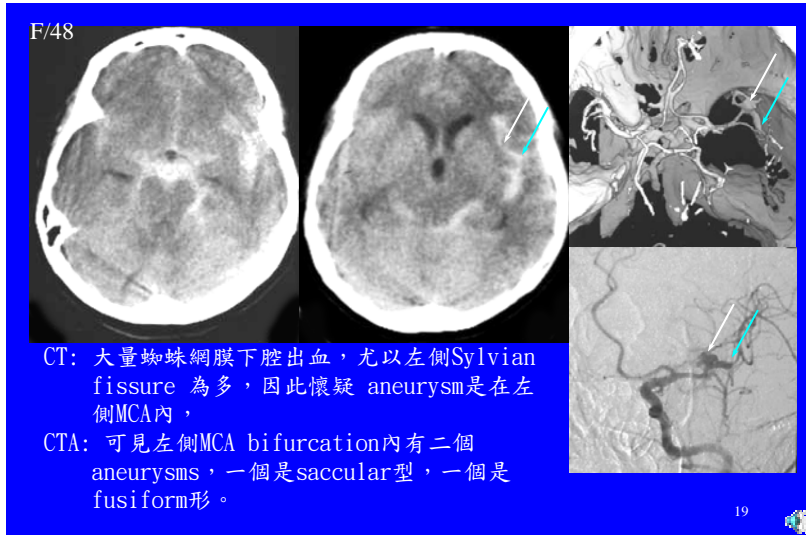 F/48
CT: 大量蜘蛛網膜下腔出血，尤以左側Sylvian
fissure 為多，因此懷疑 aneurysm是在左
側MCA內，
CTA: 可見左側MCA bifurcation內有二個
aneurysms，一個是saccular型，一個是
fusiform形。
19